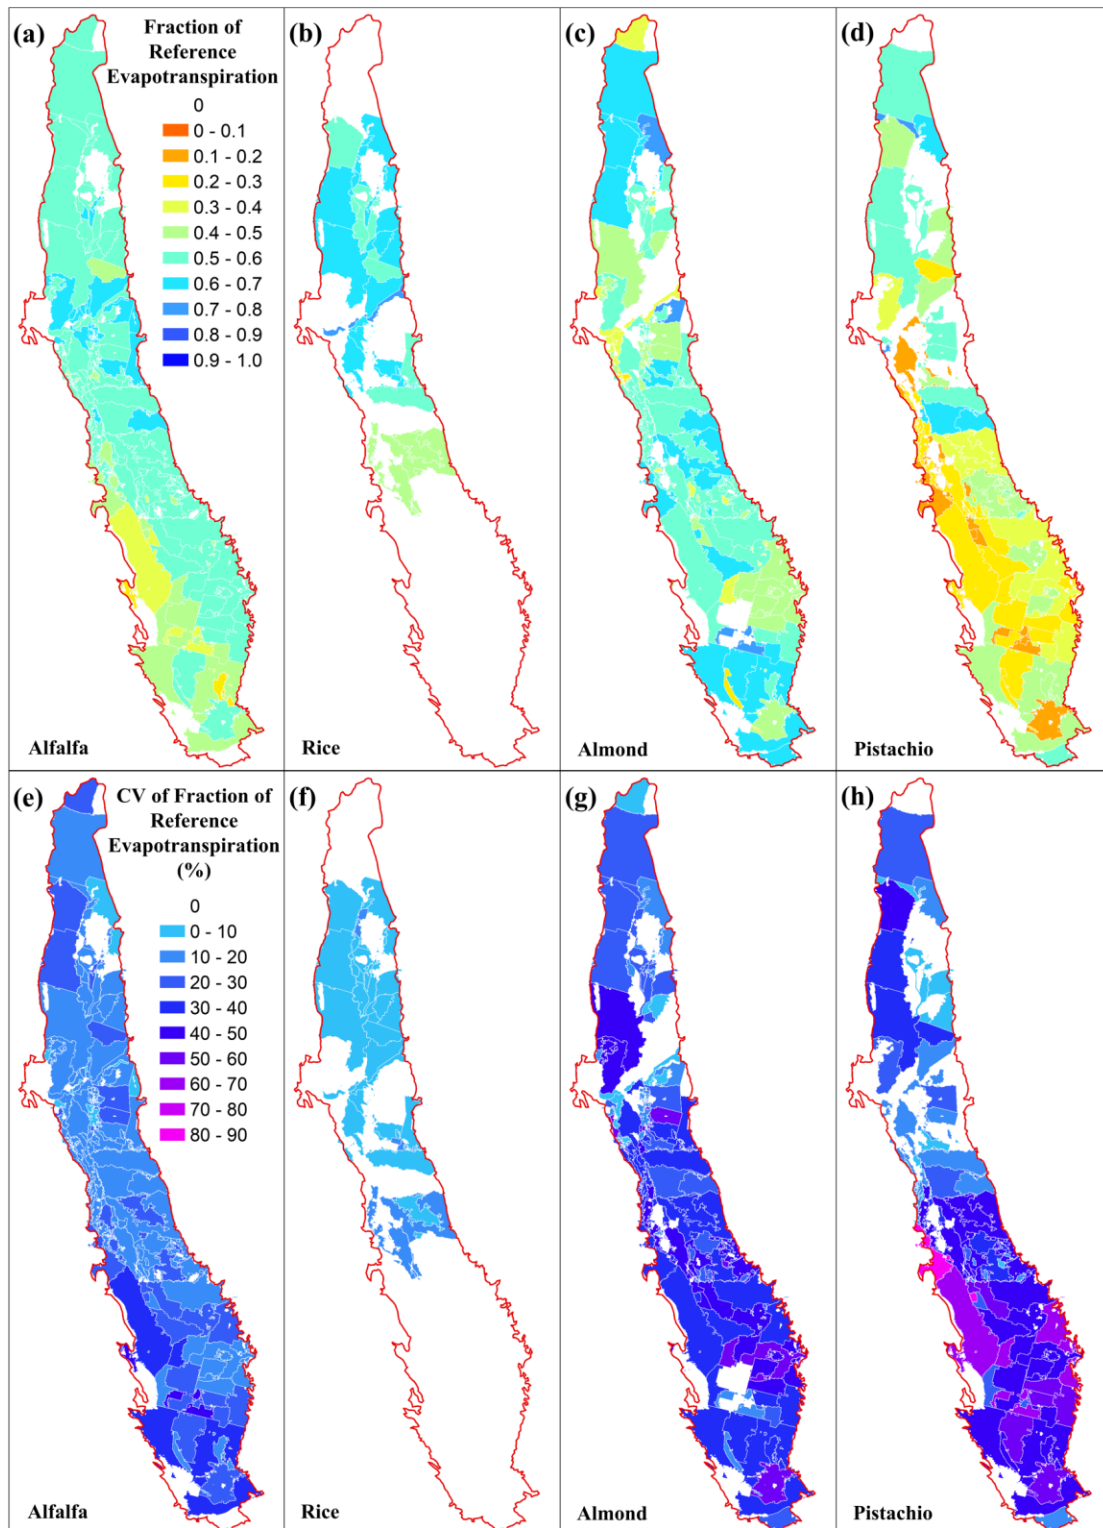 (a) Fraction of
Reference
Evapotranspiration
0
0 - 0.1
0.1 - 0.2
0.2 - 0.3
0.3 - 0.4
0.4 - 0.5
0.5 - 0.6
0.6 - 0.7
0.7 - 0.8
0.8 - 0.9
0.9 - 1.0
Alfalfa
(b)
Rice
(c)
Almond
(d)
Pistachio
(e) CV of Fraction of
Reference
Evapotranspiration
(%)
0
0 - 10
10 - 20
20 - 30
30 - 40
40 - 50
50 - 60
60 - 70
70 - 80
80 - 90
Alfalfa
(f)
Rice
(g)
Almond
(h)
Pistachio